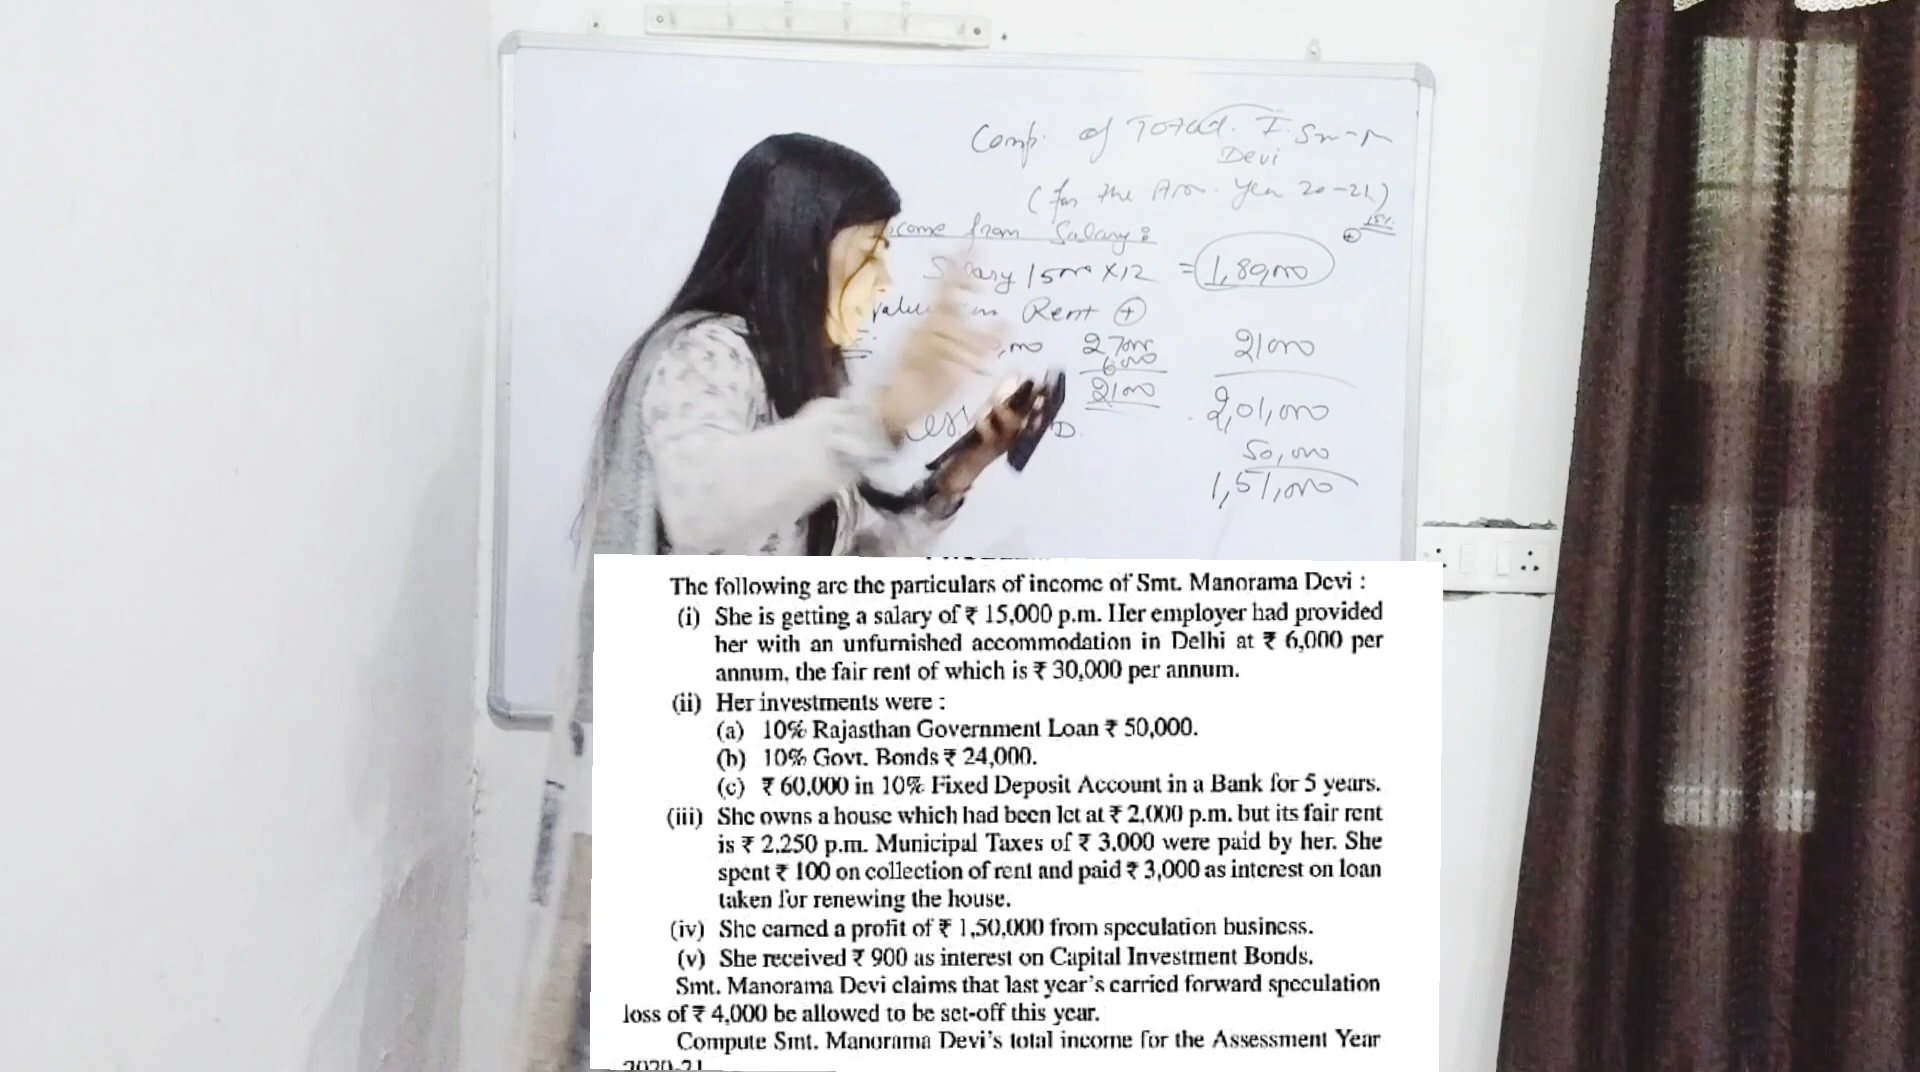 Comp. of Total. I. Sm-
Devi
(for the Ass. Year 20-21)
15%
come from Salary:
Salary 15000 X12 = 1,80,000
value Rent +
27000 21000
6000
21000 2,01,000
50,000
1,51,000
The following are the particulars of income of Smt. Manorama Devi :
(i) She is getting a salary of ₹ 15,000 p.m. Her employer had provided
her with an unfurnished accommodation in Delhi at ₹ 6,000 per
annum, the fair rent of which is ₹ 30,000 per annum.
(ii) Her investments were :
(a) 10% Rajasthan Government Loan ₹ 50,000.
(b) 10% Govt. Bonds ₹ 24,000.
(c) ₹ 60,000 in 10% Fixed Deposit Account in a Bank for 5 years.
(iii) She owns a house which had been let at ₹ 2,000 p.m. but its fair rent
is ₹ 2,250 p.m. Municipal Taxes of ₹ 3,000 were paid by her. She
spent ₹ 100 on collection of rent and paid ₹ 3,000 as interest on loan
taken for renewing the house.
(iv) She earned a profit of ₹ 1,50,000 from speculation business.
(v) She received ₹ 900 as interest on Capital Investment Bonds.
Smt. Manorama Devi claims that last year's carried forward speculation
loss of ₹ 4,000 be allowed to be set-off this year.
Compute Smt. Manorama Devi's total income for the Assessment Year
2020-21